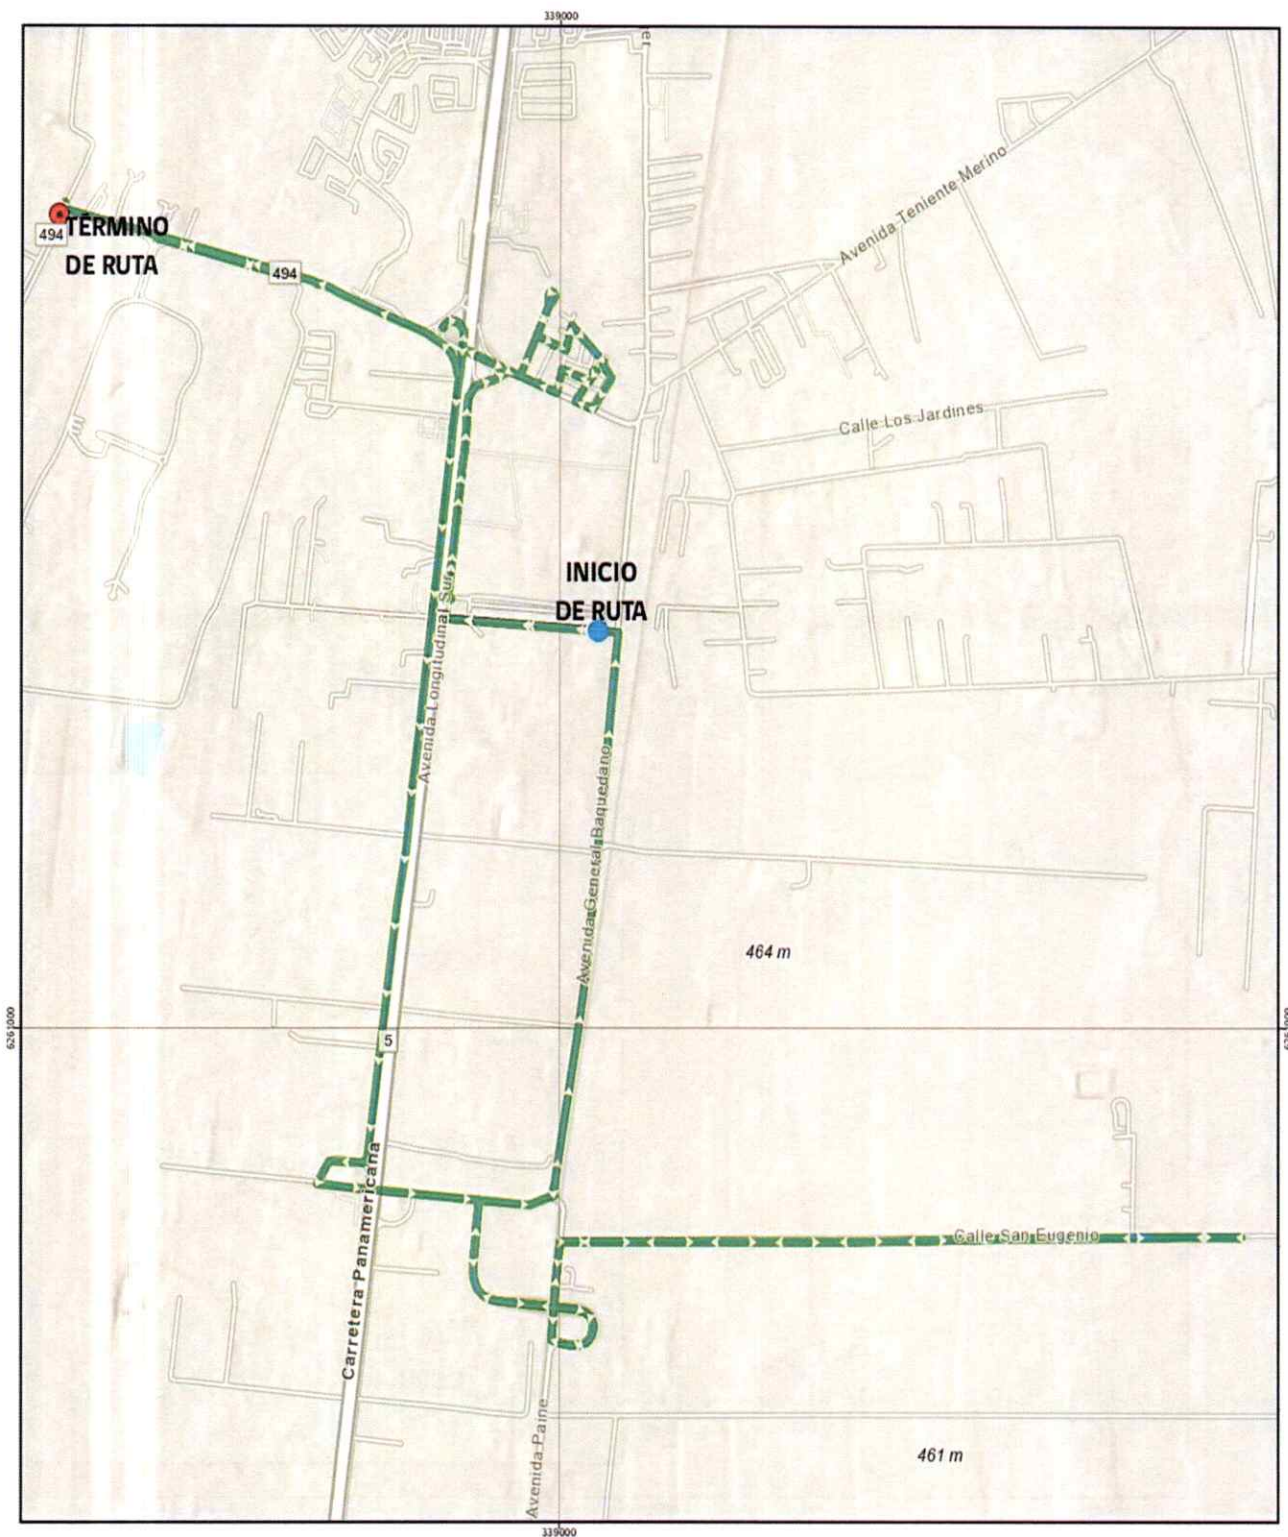 339000
Avenida Teniente Merino
TÉRMINO
DE RUTA
494
494
Calle Los Jardines
INICIO
DE RUTA
Avenida Longitudinal Sur
Avenida General Baquedano
464 m
5
Carretera Panamericana
Calle San Eugenio
Avenida Paine
461 m
339000